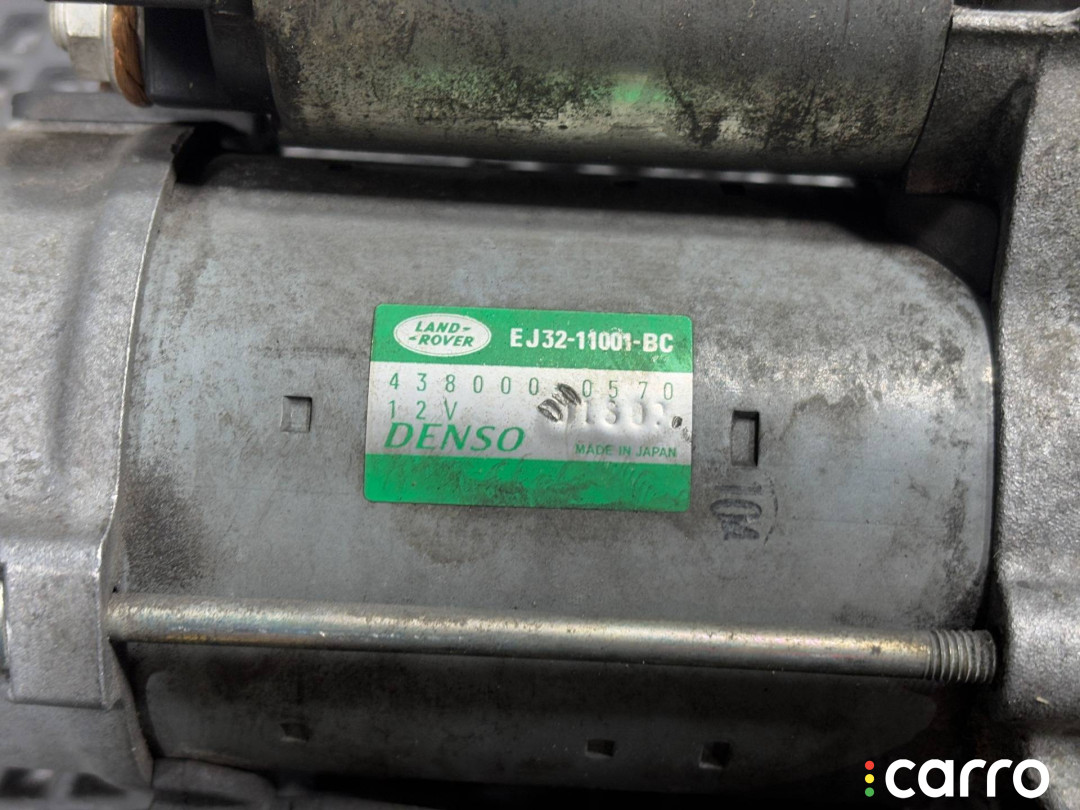 LAND-
-ROVER
EJ32-11001-BC
438000 0570
12V
DENSO
MADE IN JAPAN
carro